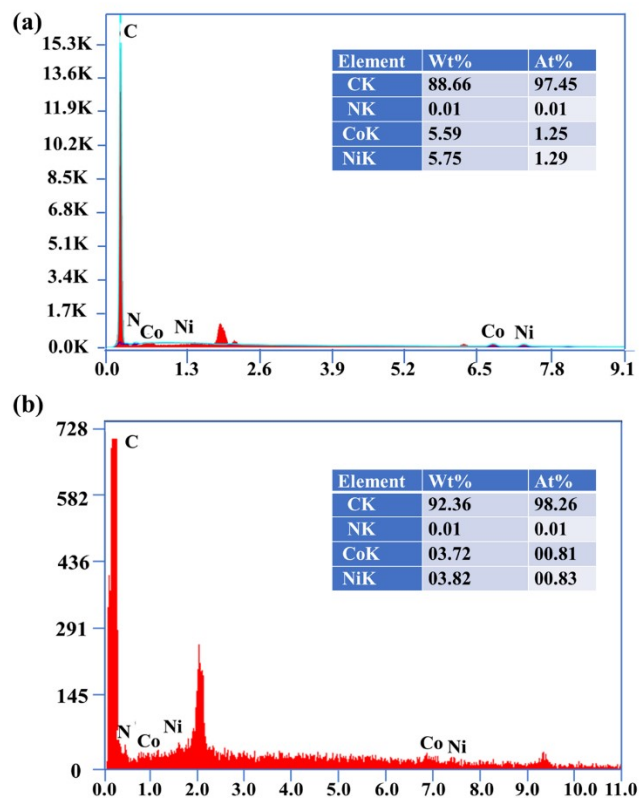 (a)
C
15.3K
13.6K
11.9K
10.2K
8.5K
6.8K
5.1K
3.4K
1.7K
0.0K
Element Wt% At%
CK 88.66 97.45
NK 0.01 0.01
CoK 5.59 1.25
NiK 5.75 1.29
N Co Ni Co Ni
0.0 1.3 2.6 3.9 5.2 6.5 7.8 9.1
(b)
C
728
582
436
291
145
0
Element Wt% At%
CK 92.36 98.26
NK 0.01 0.01
CoK 03.72 00.81
NiK 03.82 00.83
N Co Ni Co Ni
0.0 1.0 2.0 3.0 4.0 5.0 6.0 7.0 8.0 9.0 10.0 11.0